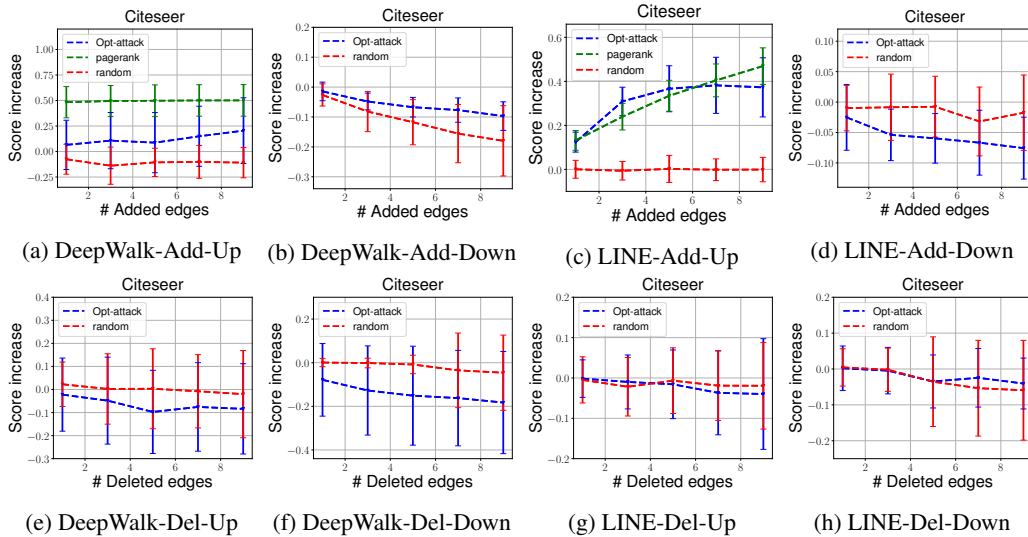 Citeseer
Opt-attack
pagerank
random
Score increase
1.00
0.75
0.50
0.25
0.00
−0.25
2
4
6
8
# Added edges
(a) DeepWalk-Add-Up
Citeseer
Opt-attack
random
Score increase
0.2
0.1
0.0
−0.1
−0.2
−0.3
2
4
6
8
# Added edges
(b) DeepWalk-Add-Down
Citeseer
Opt-attack
pagerank
random
Score increase
0.6
0.4
0.2
0.0
2
4
6
8
# Added edges
(c) LINE-Add-Up
Citeseer
Opt-attack
random
Score increase
0.10
0.05
0.00
−0.05
−0.10
2
4
6
8
# Added edges
(d) LINE-Add-Down
Citeseer
Opt-attack
random
Score increase
0.4
0.3
0.2
0.1
0.0
−0.1
−0.2
−0.3
2
4
6
8
# Deleted edges
(e) DeepWalk-Del-Up
Citeseer
Opt-attack
random
Score increase
0.4
0.2
0.0
−0.2
−0.4
2
4
6
8
# Deleted edges
(f) DeepWalk-Del-Down
Citeseer
Opt-attack
random
Score increase
0.2
0.1
0.0
−0.1
−0.2
2
4
6
8
# Deleted edges
(g) LINE-Del-Up
Citeseer
Opt-attack
random
Score increase
0.2
0.1
0.0
−0.1
−0.2
2
4
6
8
# Deleted edges
(h) LINE-Del-Down